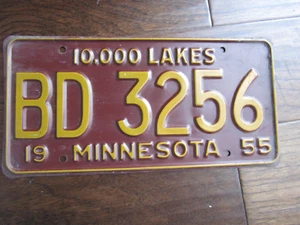 10,000 LAKES
BD 3256
19 MINNESOTA 55